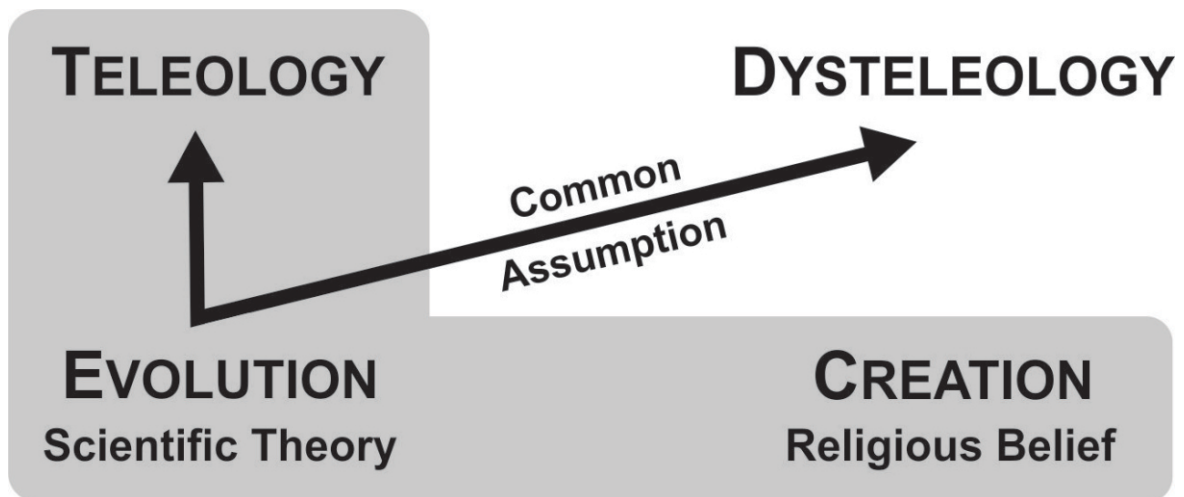 TELEOLOGY
DYSTELEOLOGY
Common
Assumption
EVOLUTION
Scientific Theory
CREATION
Religious Belief